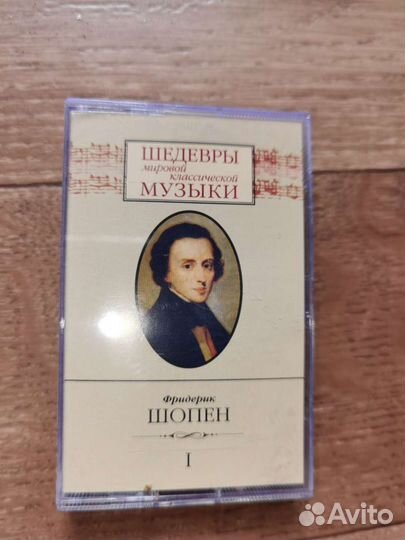 ШЕДЕВРЫ
мировой
классической
МУЗЫКИ
Фридерик
ШОПЕН
I
Avito